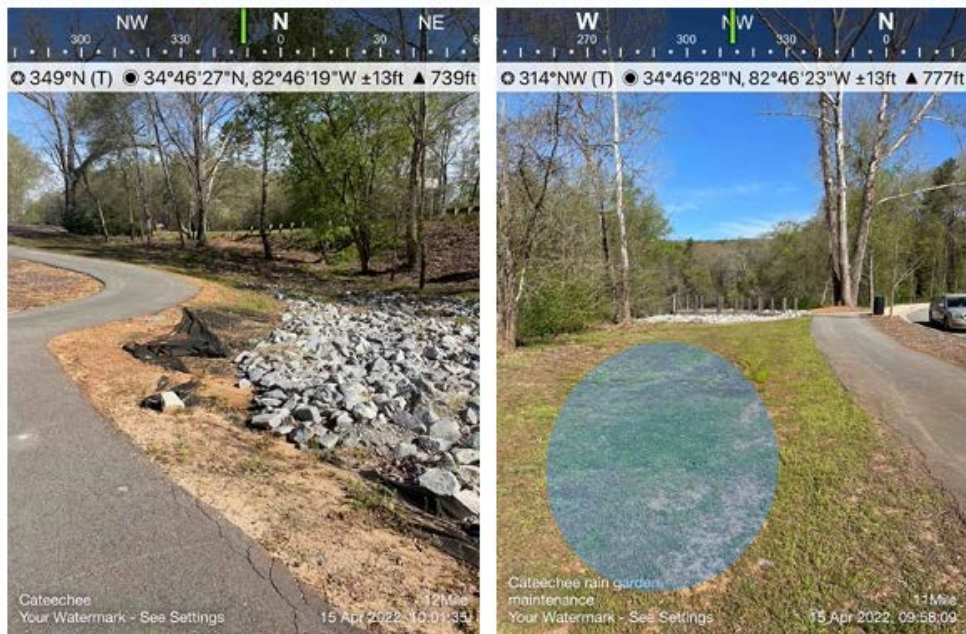 NW N NE
300 330 0 30 6
349°N (T) 34°46'27"N, 82°46'19"W ±13ft ▲ 739ft
Cateechee
Your Watermark - See Settings
12Mile
15 Apr 2022, 10:01:35
W NW N
270 300 330 0
314°NW (T) 34°46'28"N, 82°46'23"W ±13ft ▲ 777ft
Cateechee rain garden
maintenance
Your Watermark - See Settings
11Mile
15 Apr 2022, 09:58:09